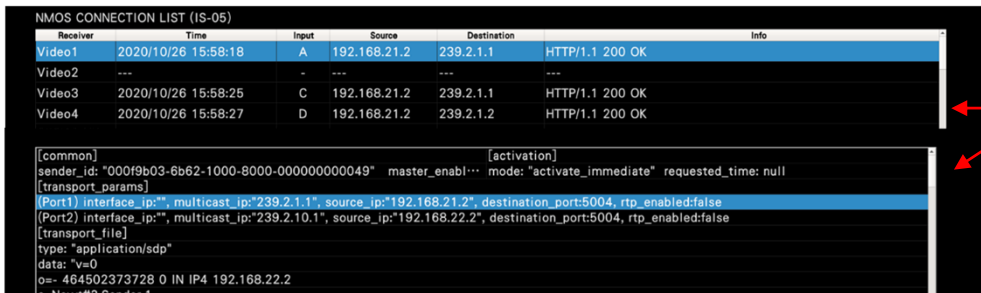 NMOS CONNECTION LIST (IS-05)
Receiver Time Input Source Destination Info
Video1 2020/10/26 15:58:18 A 192.168.21.2 239.2.1.1 HTTP/1.1 200 OK
Video2 --- - --- --- ---
Video3 2020/10/26 15:58:25 C 192.168.21.2 239.2.1.1 HTTP/1.1 200 OK
Video4 2020/10/26 15:58:27 D 192.168.21.2 239.2.1.2 HTTP/1.1 200 OK
[common] [activation]
sender_id: "000f9b03-6b62-1000-8000-000000000049" master_enabl··· mode: "activate_immediate" requested_time: null
[transport_params]
(Port1) interface_ip:"", multicast_ip:"239.2.1.1", source_ip:"192.168.21.2", destination_port:5004, rtp_enabled:false
(Port2) interface_ip:"", multicast_ip:"239.2.10.1", source_ip:"192.168.22.2", destination_port:5004, rtp_enabled:false
[transport_file]
type: "application/sdp"
data: "v=0
o=- 464502373728 0 IN IP4 192.168.22.2